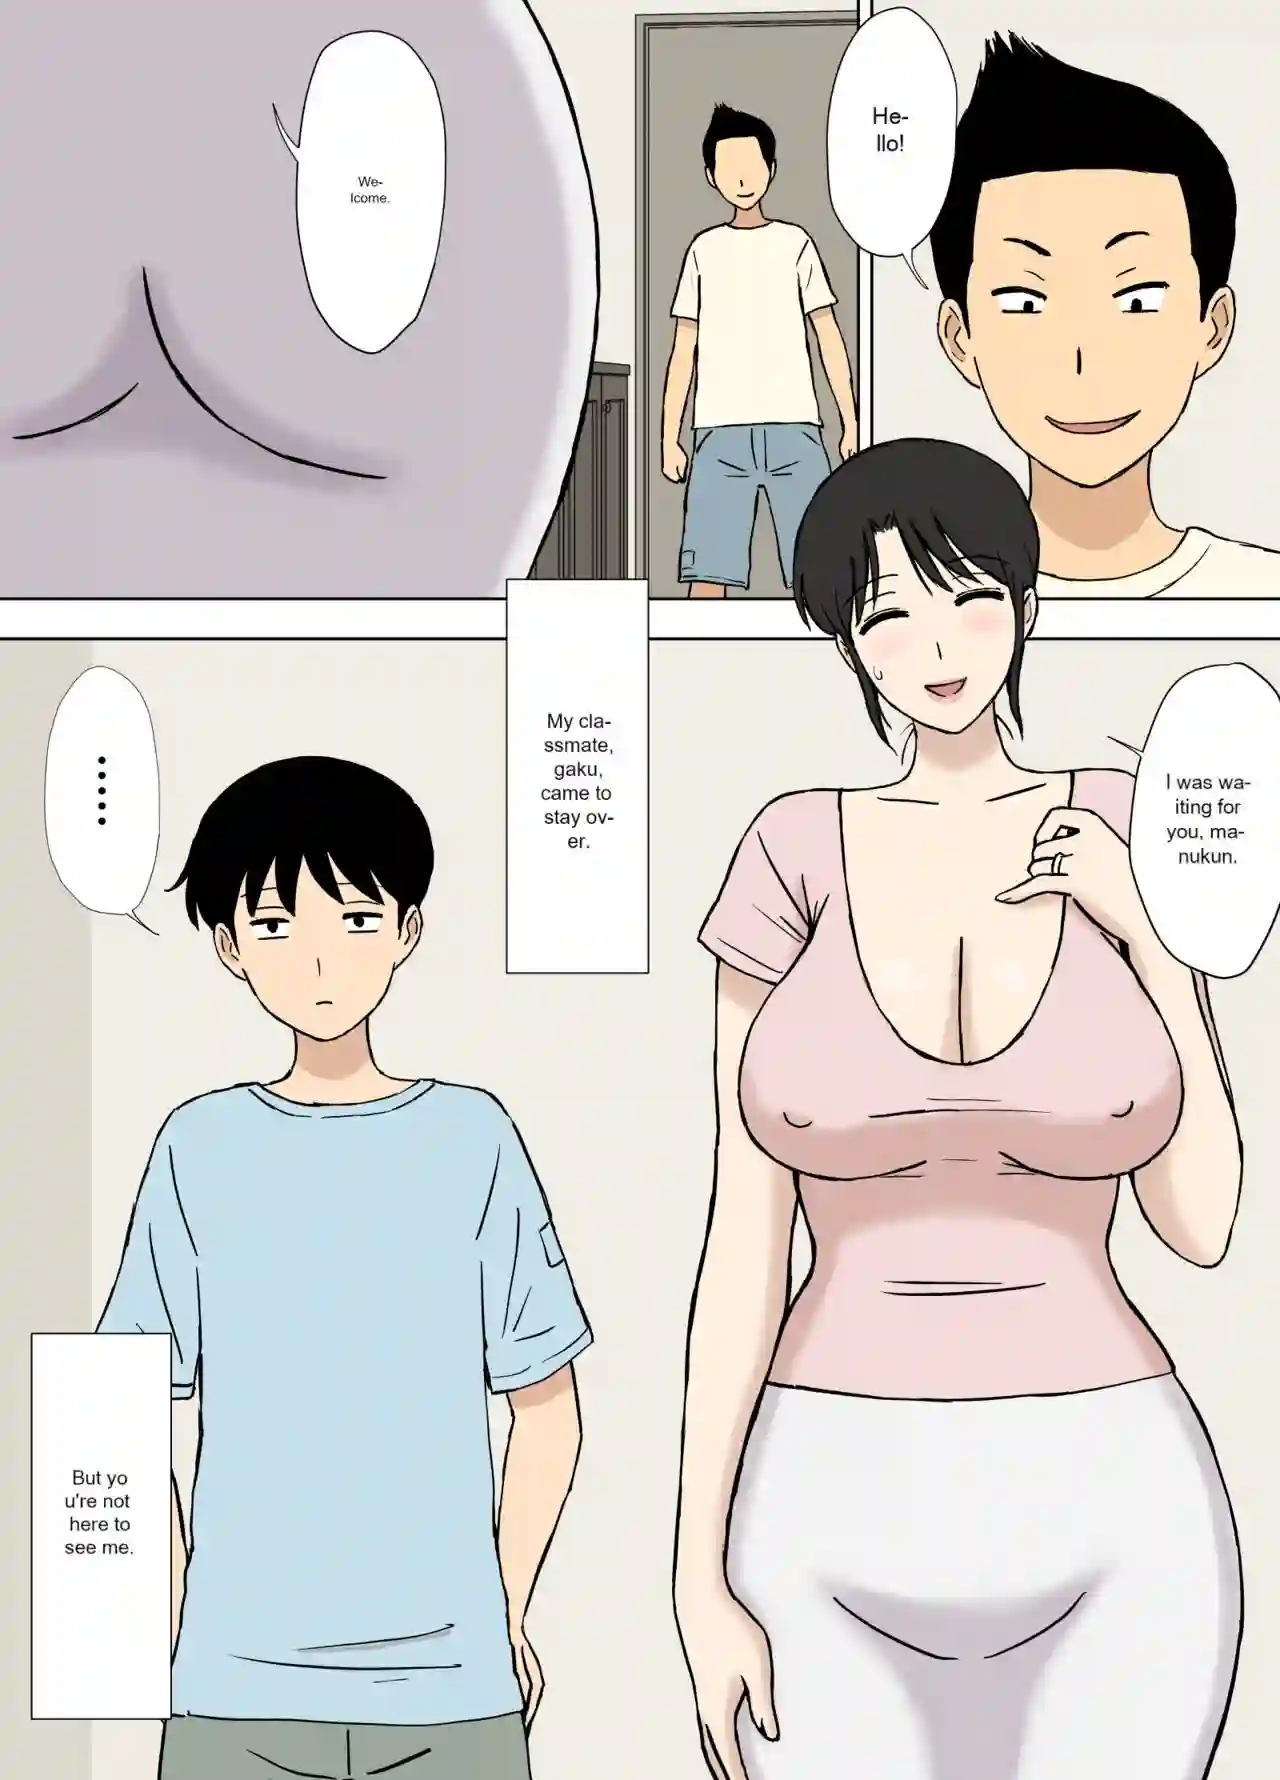 We-
lcome.
He-
llo!
My cla-
ssmate,
gaku,
came to
stay ov-
er.
I was wa-
iting for
you, ma-
nukun.
.....
But yo
u're not
here to
see me.